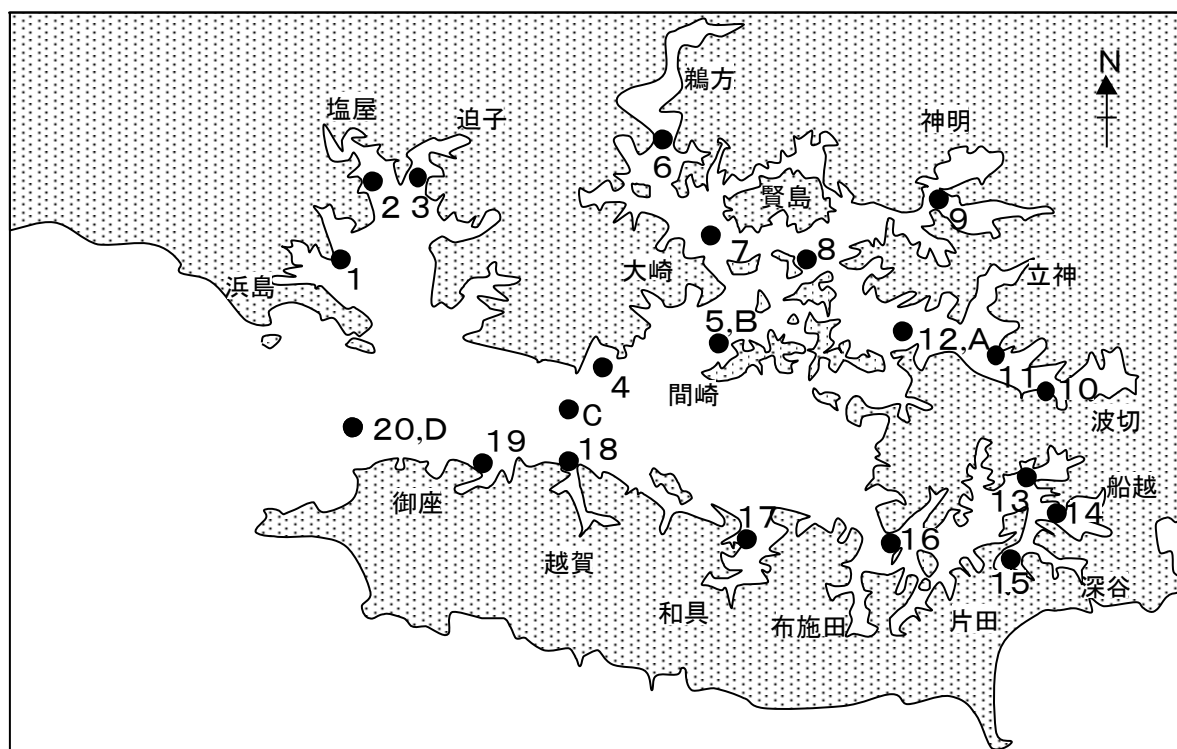 N
鵜方
塩屋
迫子
神明
6
2 3
賢島
9
7
8
1
大崎
立神
浜島
5,B
12,A
4
11
10
間崎
波切
C
20,D
19
18
13
船越
御座
14
17
16
越賀
15
深谷
和具
布施田
片田